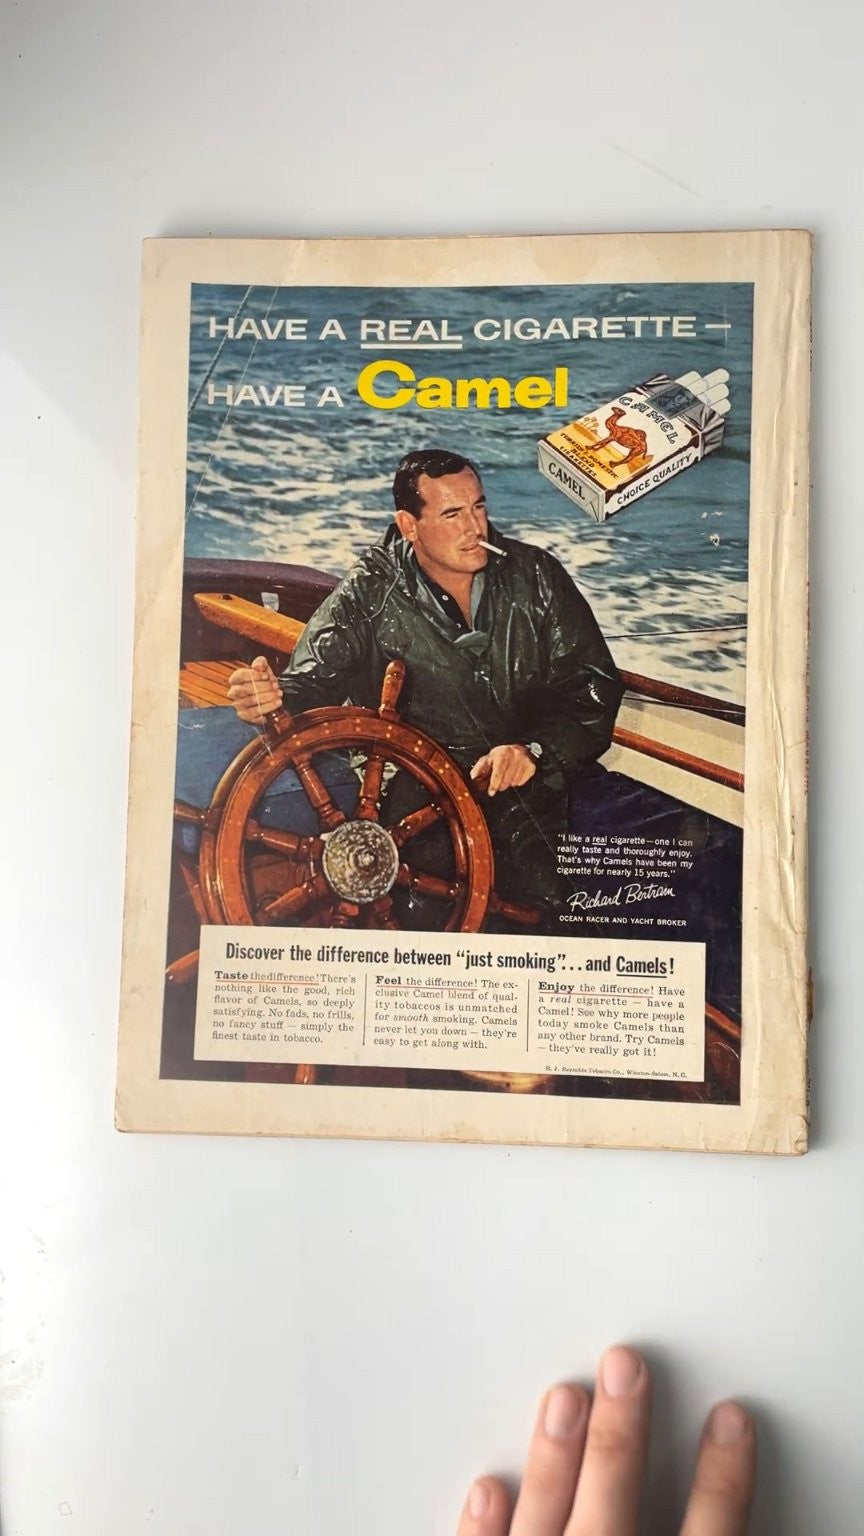 HAVE A REAL CIGARETTE—
HAVE A Camel
CAMEL
TURKISH & DOMESTIC
BLEND
CIGARETTES
CAMEL
CHOICE QUALITY
"I like a real cigarette—one I can
really taste and thoroughly enjoy.
That's why Camels have been my
cigarette for nearly 15 years."
Richard Bertram
OCEAN RACER AND YACHT BROKER
Discover the difference between "just smoking"... and Camels!
Taste the difference! There's
nothing like the good, rich
flavor of Camels, so deeply
satisfying. No fads, no frills,
no fancy stuff — simply the
finest taste in tobacco.
Feel the difference! The ex-
clusive Camel blend of qual-
ity tobaccos is unmatched
for smooth smoking. Camels
never let you down — they're
easy to get along with.
Enjoy the difference! Have
a real cigarette — have a
Camel! See why more people
today smoke Camels than
any other brand. Try Camels
— they've really got it!
R. J. Reynolds Tobacco Co., Winston-Salem, N. C.